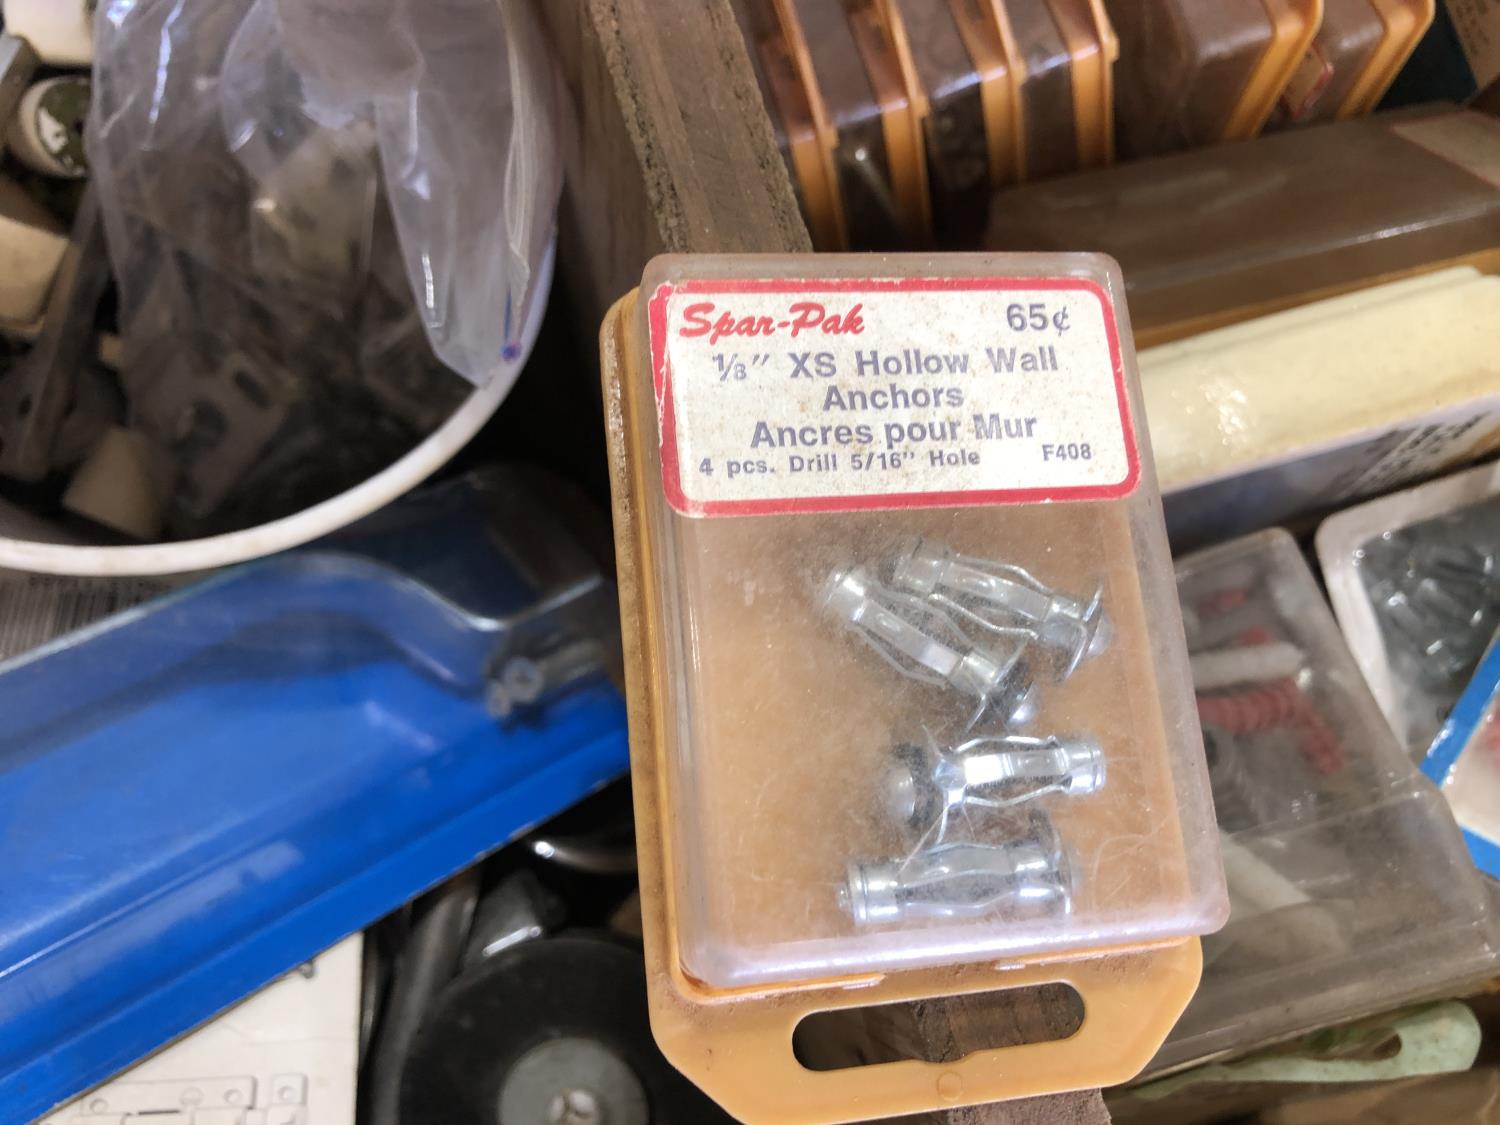 Spar-Pak 65¢
1/8" XS Hollow Wall
Anchors
Ancres pour Mur
4 pcs. Drill 5/16" Hole F408